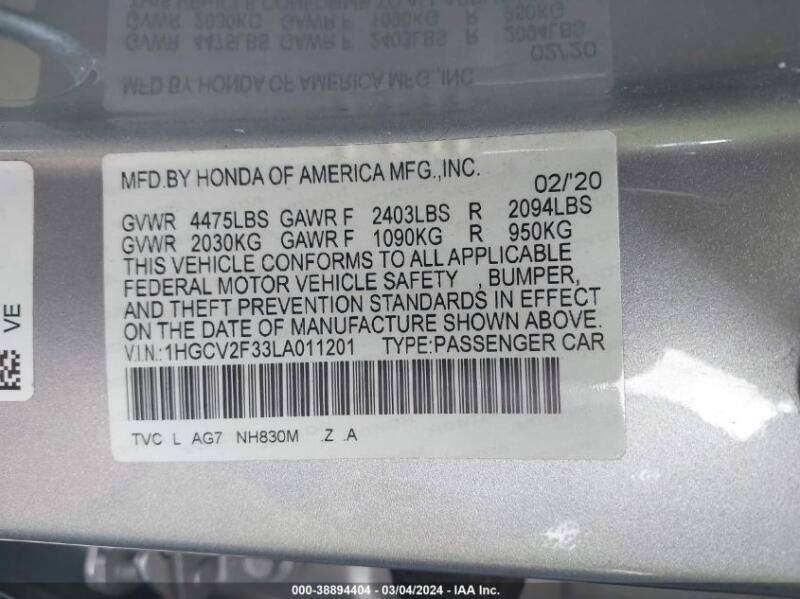 MFD.BY HONDA OF AMERICA MFG.,INC.
02/'20
GVWR 4475LBS GAWR F 2403LBS R 2094LBS
GVWR 2030KG GAWR F 1090KG R 950KG
THIS VEHICLE CONFORMS TO ALL APPLICABLE
FEDERAL MOTOR VEHICLE SAFETY , BUMPER,
AND THEFT PREVENTION STANDARDS IN EFFECT
ON THE DATE OF MANUFACTURE SHOWN ABOVE.
V.I.N.:1HGCV2F33LA011201 TYPE:PASSENGER CAR
TVC L AG7 NH830M .Z .A
VE
000-38894404 - 03/04/2024 - IAA Inc.